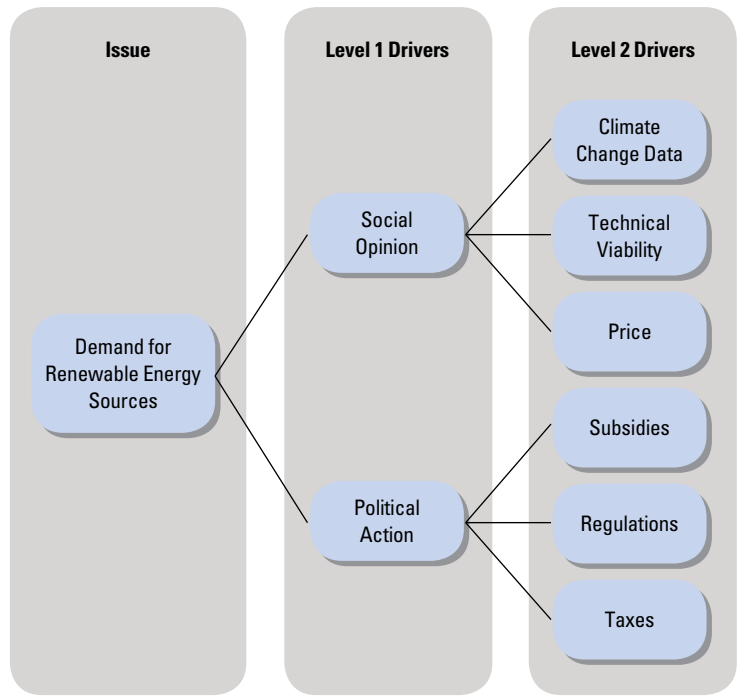 Issue
Level 1 Drivers
Level 2 Drivers
Demand for
Renewable Energy
Sources
Social
Opinion
Political
Action
Climate
Change Data
Technical
Viability
Price
Subsidies
Regulations
Taxes